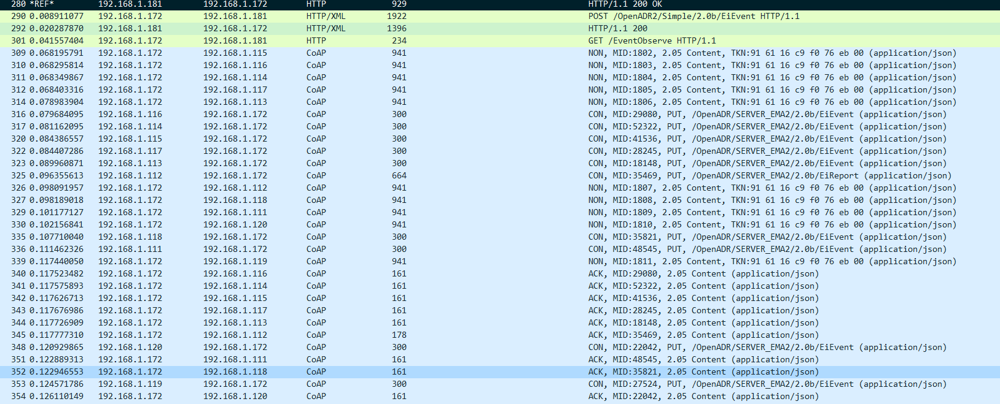 280 *REF* 192.168.1.181 192.168.1.172 HTTP 929 HTTP/1.1 200 OK
290 0.008911077 192.168.1.172 192.168.1.181 HTTP/XML 1922 POST /OpenADR2/Simple/2.0b/EiEvent HTTP/1.1
292 0.020287870 192.168.1.181 192.168.1.172 HTTP/XML 1396 HTTP/1.1 200
301 0.041557404 192.168.1.172 192.168.1.181 HTTP 234 GET /EventObserve HTTP/1.1
309 0.068195791 192.168.1.172 192.168.1.115 CoAP 941 NON, MID:1802, 2.05 Content, TKN:91 61 16 c9 f0 76 eb 00 (application/json)
310 0.068295814 192.168.1.172 192.168.1.116 CoAP 941 NON, MID:1803, 2.05 Content, TKN:91 61 16 c9 f0 76 eb 00 (application/json)
311 0.068349867 192.168.1.172 192.168.1.114 CoAP 941 NON, MID:1804, 2.05 Content, TKN:91 61 16 c9 f0 76 eb 00 (application/json)
312 0.068403316 192.168.1.172 192.168.1.117 CoAP 941 NON, MID:1805, 2.05 Content, TKN:91 61 16 c9 f0 76 eb 00 (application/json)
314 0.078983904 192.168.1.172 192.168.1.113 CoAP 941 NON, MID:1806, 2.05 Content, TKN:91 61 16 c9 f0 76 eb 00 (application/json)
316 0.079684095 192.168.1.116 192.168.1.172 CoAP 300 CON, MID:29080, PUT, /OpenADR/SERVER_EMA2/2.0b/EiEvent (application/json)
317 0.081162095 192.168.1.114 192.168.1.172 CoAP 300 CON, MID:52322, PUT, /OpenADR/SERVER_EMA2/2.0b/EiEvent (application/json)
320 0.084386557 192.168.1.115 192.168.1.172 CoAP 300 CON, MID:41536, PUT, /OpenADR/SERVER_EMA2/2.0b/EiEvent (application/json)
322 0.084407286 192.168.1.117 192.168.1.172 CoAP 300 CON, MID:28245, PUT, /OpenADR/SERVER_EMA2/2.0b/EiEvent (application/json)
323 0.089960871 192.168.1.113 192.168.1.172 CoAP 300 CON, MID:18148, PUT, /OpenADR/SERVER_EMA2/2.0b/EiEvent (application/json)
325 0.096355613 192.168.1.112 192.168.1.172 CoAP 664 CON, MID:35469, PUT, /OpenADR/SERVER_EMA2/2.0b/EiReport (application/json)
326 0.098091957 192.168.1.172 192.168.1.112 CoAP 941 NON, MID:1807, 2.05 Content, TKN:91 61 16 c9 f0 76 eb 00 (application/json)
327 0.098189018 192.168.1.172 192.168.1.118 CoAP 941 NON, MID:1808, 2.05 Content, TKN:91 61 16 c9 f0 76 eb 00 (application/json)
329 0.101177127 192.168.1.172 192.168.1.111 CoAP 941 NON, MID:1809, 2.05 Content, TKN:91 61 16 c9 f0 76 eb 00 (application/json)
330 0.102156841 192.168.1.172 192.168.1.120 CoAP 941 NON, MID:1810, 2.05 Content, TKN:91 61 16 c9 f0 76 eb 00 (application/json)
335 0.107710040 192.168.1.118 192.168.1.172 CoAP 300 CON, MID:35821, PUT, /OpenADR/SERVER_EMA2/2.0b/EiEvent (application/json)
336 0.111462326 192.168.1.111 192.168.1.172 CoAP 300 CON, MID:48545, PUT, /OpenADR/SERVER_EMA2/2.0b/EiEvent (application/json)
339 0.117440050 192.168.1.172 192.168.1.119 CoAP 941 NON, MID:1811, 2.05 Content, TKN:91 61 16 c9 f0 76 eb 00 (application/json)
340 0.117523482 192.168.1.172 192.168.1.116 CoAP 161 ACK, MID:29080, 2.05 Content (application/json)
341 0.117575893 192.168.1.172 192.168.1.114 CoAP 161 ACK, MID:52322, 2.05 Content (application/json)
342 0.117626713 192.168.1.172 192.168.1.115 CoAP 161 ACK, MID:41536, 2.05 Content (application/json)
343 0.117676986 192.168.1.172 192.168.1.117 CoAP 161 ACK, MID:28245, 2.05 Content (application/json)
344 0.117726909 192.168.1.172 192.168.1.113 CoAP 161 ACK, MID:18148, 2.05 Content (application/json)
345 0.117777310 192.168.1.172 192.168.1.112 CoAP 178 ACK, MID:35469, 2.05 Content (application/json)
348 0.120929865 192.168.1.120 192.168.1.172 CoAP 300 CON, MID:22042, PUT, /OpenADR/SERVER_EMA2/2.0b/EiEvent (application/json)
351 0.122889313 192.168.1.172 192.168.1.111 CoAP 161 ACK, MID:48545, 2.05 Content (application/json)
352 0.122946553 192.168.1.172 192.168.1.118 CoAP 161 ACK, MID:35821, 2.05 Content (application/json)
353 0.124571786 192.168.1.119 192.168.1.172 CoAP 300 CON, MID:27524, PUT, /OpenADR/SERVER_EMA2/2.0b/EiEvent (application/json)
354 0.126110149 192.168.1.172 192.168.1.120 CoAP 161 ACK, MID:22042, 2.05 Content (application/json)